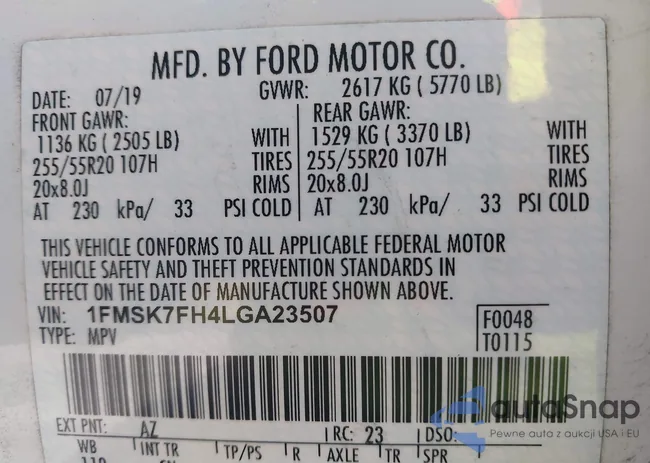 MFD. BY FORD MOTOR CO.
DATE: 07/19 GVWR: 2617 KG ( 5770 LB)
FRONT GAWR: REAR GAWR:
1136 KG ( 2505 LB) WITH 1529 KG ( 3370 LB) WITH
255/55R20 107H TIRES 255/55R20 107H TIRES
20x8.0J RIMS 20x8.0J RIMS
AT 230 kPa/ 33 PSI COLD AT 230 kPa/ 33 PSI COLD
THIS VEHICLE CONFORMS TO ALL APPLICABLE FEDERAL MOTOR
VEHICLE SAFETY AND THEFT PREVENTION STANDARDS IN
EFFECT ON THE DATE OF MANUFACTURE SHOWN ABOVE.
VIN: 1FMSK7FH4LGA23507 F0048
TYPE: MPV T0115
EXT PNT: AZ RC: 23 DSO:
WB INT TR TP/PS R AXLE TR SPR
autoSnap
Pewne auta z aukcji USA i EU